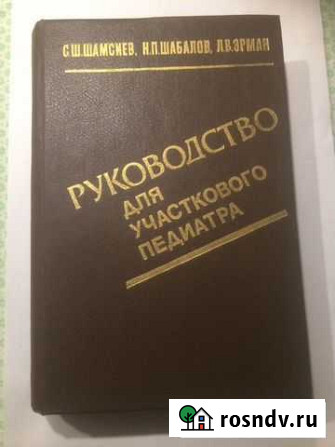 С.Ш.ШАМСИЕВ, Н.П.ШАБАЛОВ, Л.В.ЭРМАН
РУКОВОДСТВО
ДЛЯ
УЧАСТКОВОГО
ПЕДИАТРА
rosndv.ru